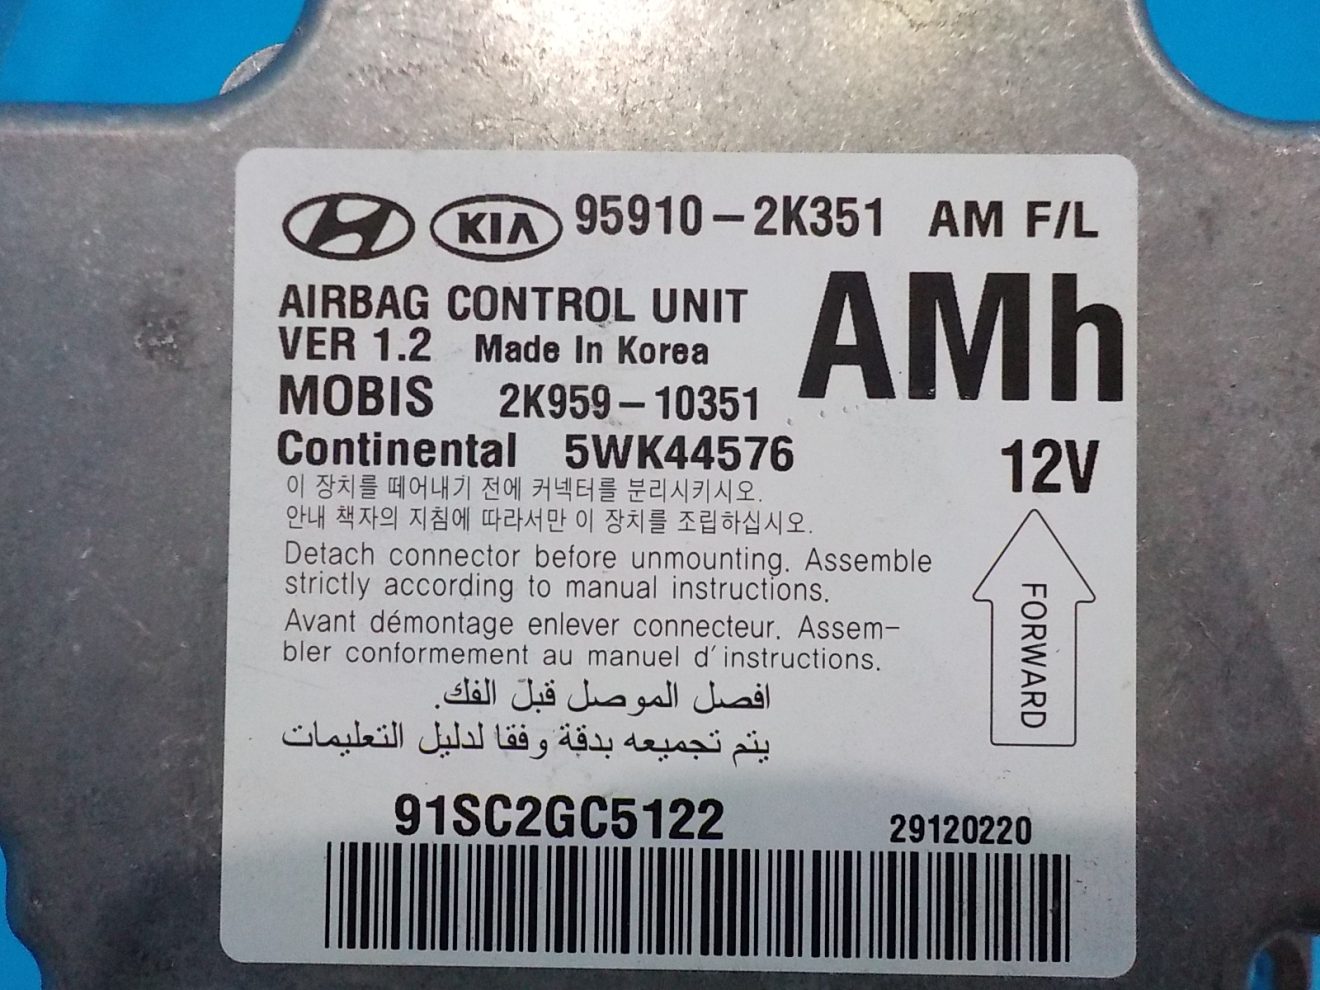 KIA 95910-2K351 AM F/L
AIRBAG CONTROL UNIT
AMh
VER 1.2 Made In Korea
MOBIS 2K959-10351
Continental 5WK44576
12V
이 장치를 떼어내기 전에 커넥터를 분리시키시오.
안내 책자의 지침에 따라서만 이 장치를 조립하십시오.
Detach connector before unmounting. Assemble
strictly according to manual instructions.
FORWARD
Avant démontage enlever connecteur. Assem-
bler conformement au manuel d'instructions.
افصل الموصل قبلّ الفك.
يتم تجميعه بدقة وفقا لدليل التعليمات
91SC2GC5122
29120220